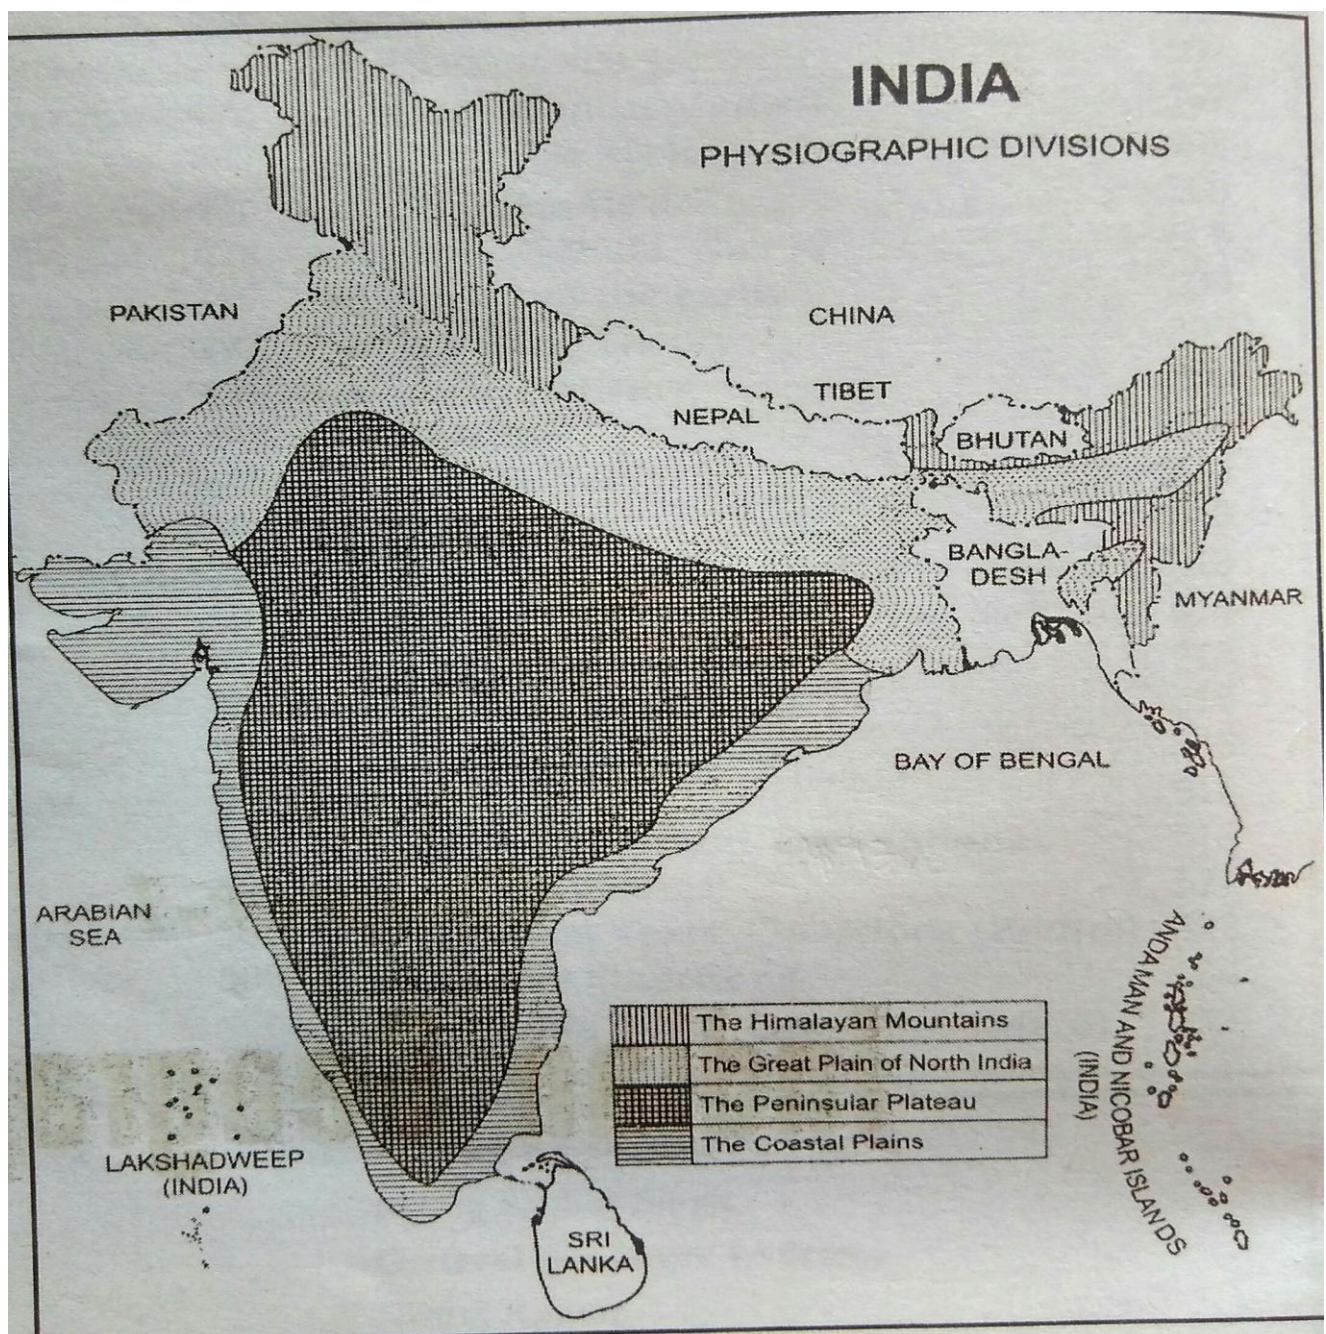 INDIA
PHYSIOGRAPHIC DIVISIONS
PAKISTAN
CHINA
TIBET
NEPAL
BHUTAN
BANGLA-
DESH
MYANMAR
BAY OF BENGAL
ARABIAN
SEA
The Himalayan Mountains
The Great Plain of North India
The Peninsular Plateau
The Coastal Plains
ANDAMAN AND NICOBAR ISLANDS
(INDIA)
LAKSHADWEEP
(INDIA)
SRI
LANKA